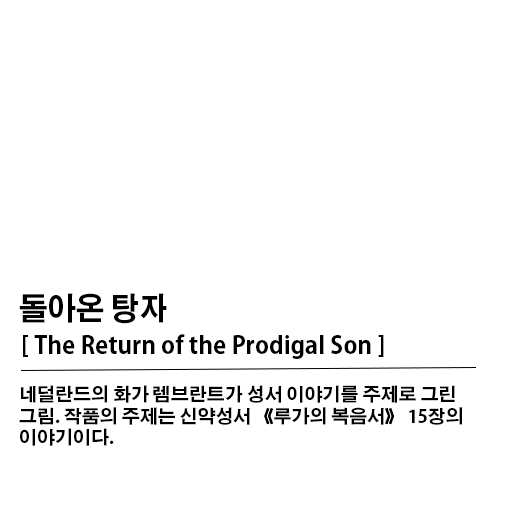 돌아온 탕자
[ The Return of the Prodigal Son ]
네덜란드의 화가 렘브란트가 성서 이야기를 주제로 그린
그림. 작품의 주제는 신약성서 《루가의 복음서》 15장의
이야기이다.